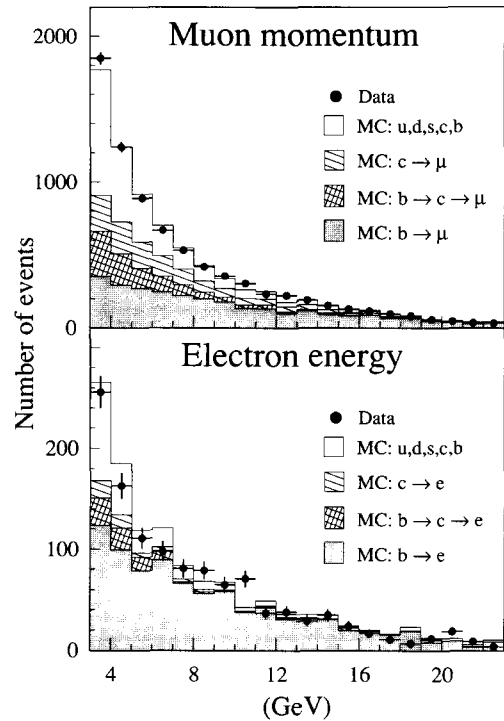 Muon momentum
2000
Data
MC: u,d,s,c,b
MC: c → μ
1000
MC: b → c → μ
MC: b → μ
0
Number of events
Electron energy
Data
MC: u,d,s,c,b
200
MC: c → e
MC: b → c → e
100
MC: b → e
0
4 8 12 16 20
(GeV)